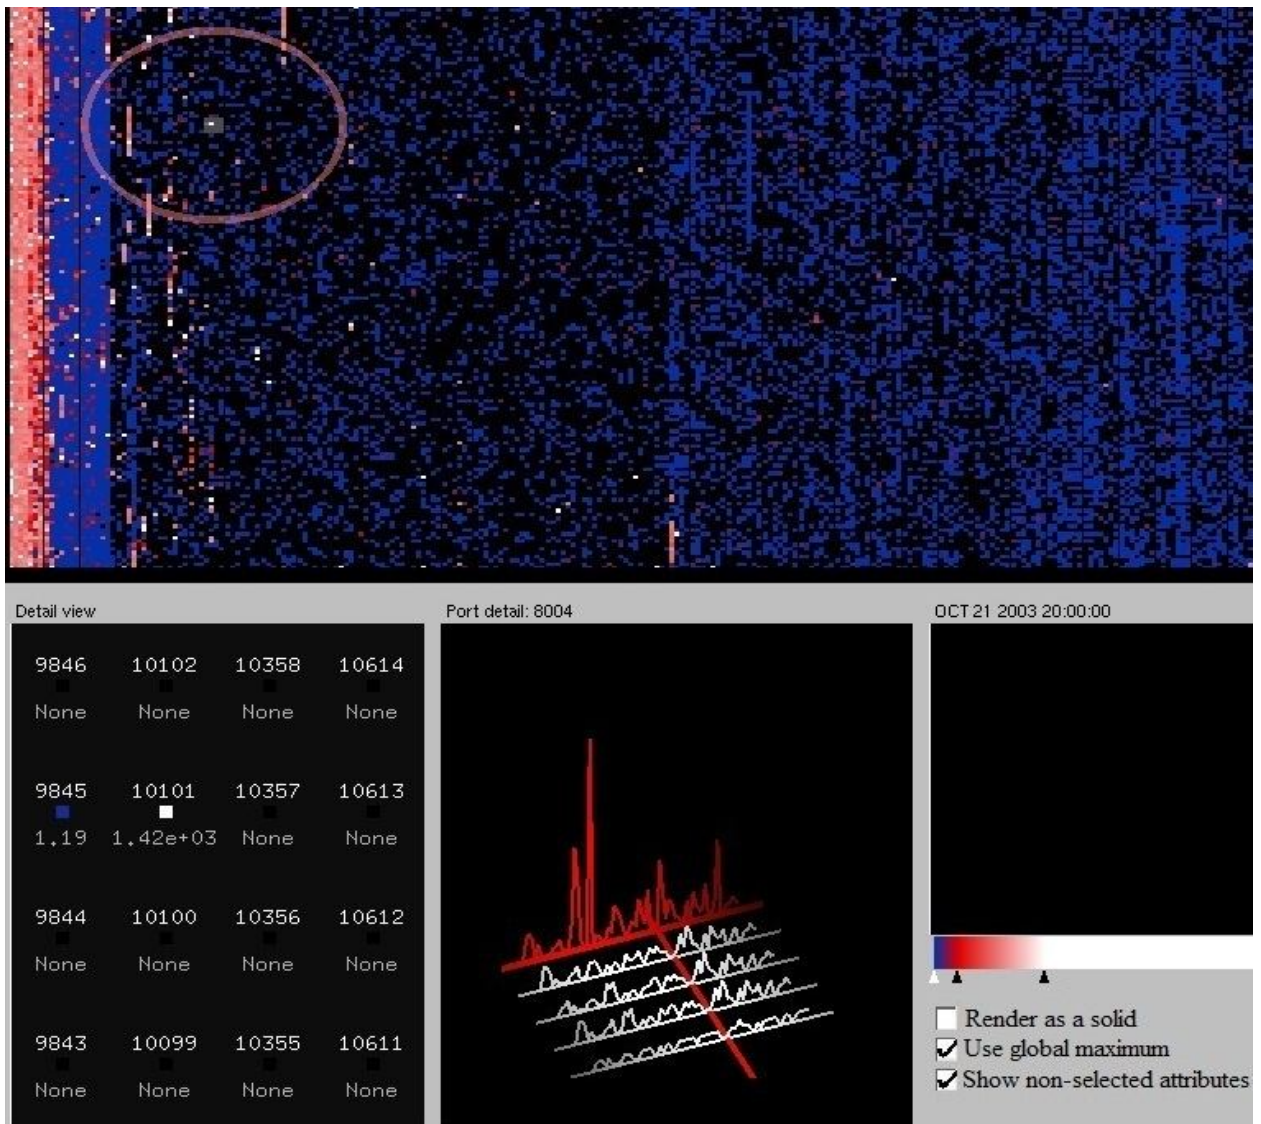 Detail view
Port detail: 8004
OCT 21 2003 20:00:00
9846 10102 10358 10614
None None None None
9845 10101 10357 10613
1.19 1.42e+03 None None
9844 10100 10356 10612
None None None None
9843 10099 10355 10611
None None None None
Render as a solid
Use global maximum
Show non-selected attributes